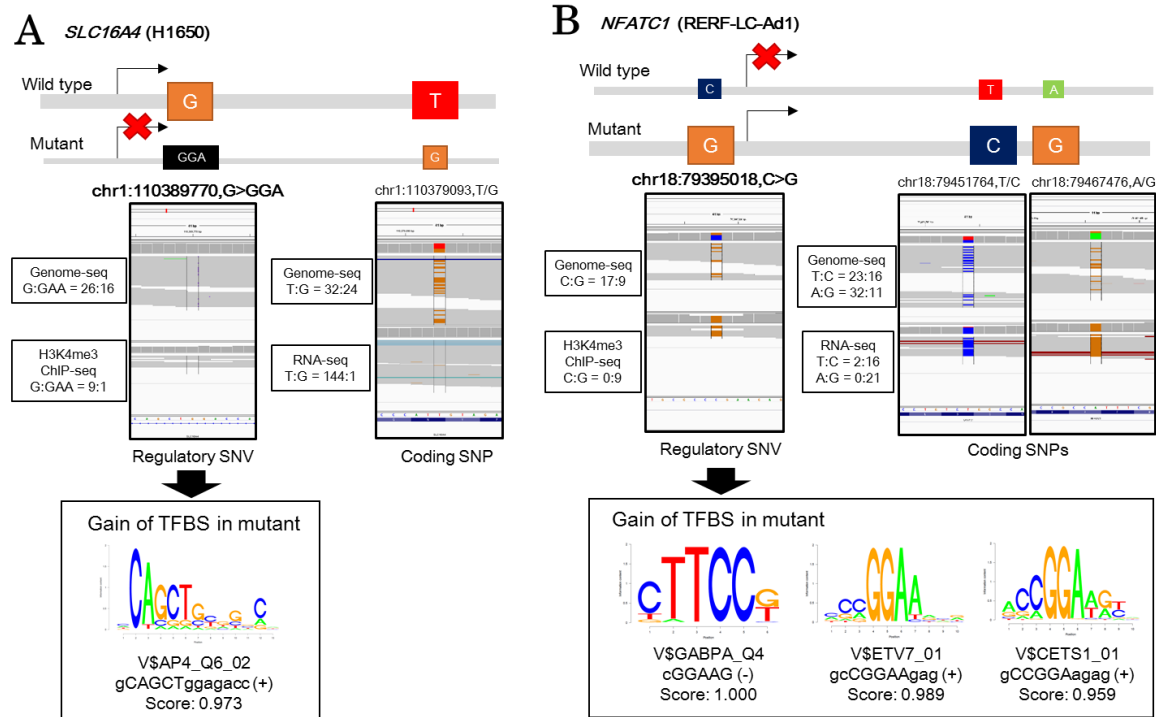 A SLC16A4 (H1650)
Wild type
G
T
Mutant
GGA
G
chr1:110389770,G>GGA
chr1:110379093,T/G
Genome-seq
G:GAA = 26:16
Genome-seq
T:G = 32:24
H3K4me3
ChIP-seq
G:GAA = 9:1
RNA-seq
T:G = 144:1
Regulatory SNV
Coding SNP
Gain of TFBS in mutant
V$AP4_Q6_02
gCAGCTggagacc (+)
Score: 0.973
B NFATC1 (RERF-LC-Ad1)
Wild type
C
T
A
Mutant
G
C
G
chr18:79395018,C>G
chr18:79451764,T/C
chr18:79467476,A/G
Genome-seq
C:G = 17:9
Genome-seq
T:C = 23:16
A:G = 32:11
H3K4me3
ChIP-seq
C:G = 0:9
RNA-seq
T:C = 2:16
A:G = 0:21
Regulatory SNV
Coding SNPs
Gain of TFBS in mutant
V$GABPA_Q4
cGGAAG (-)
Score: 1.000
V$ETV7_01
gcCGGAAgag (+)
Score: 0.989
V$CETS1_01
gCCGGAagag (+)
Score: 0.959